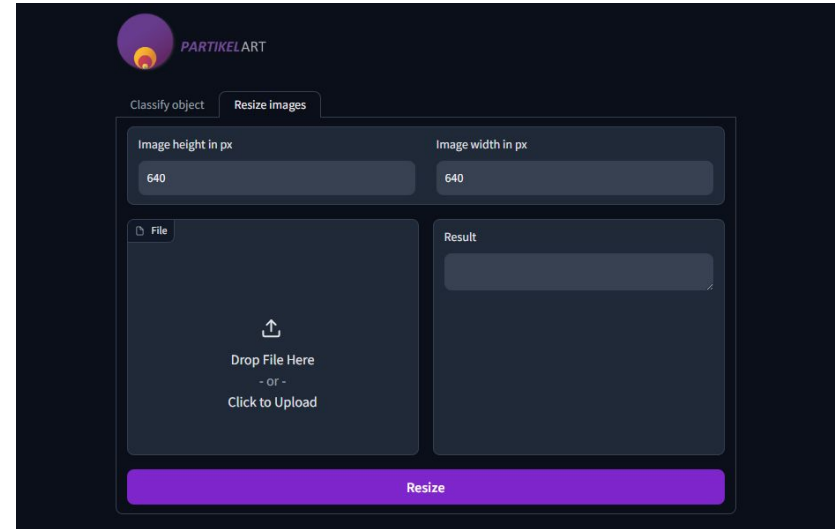 PARTIKELART
Classify object
Resize images
Image height in px
Image width in px
640
640
File
Result
Drop File Here
- or -
Click to Upload
Resize